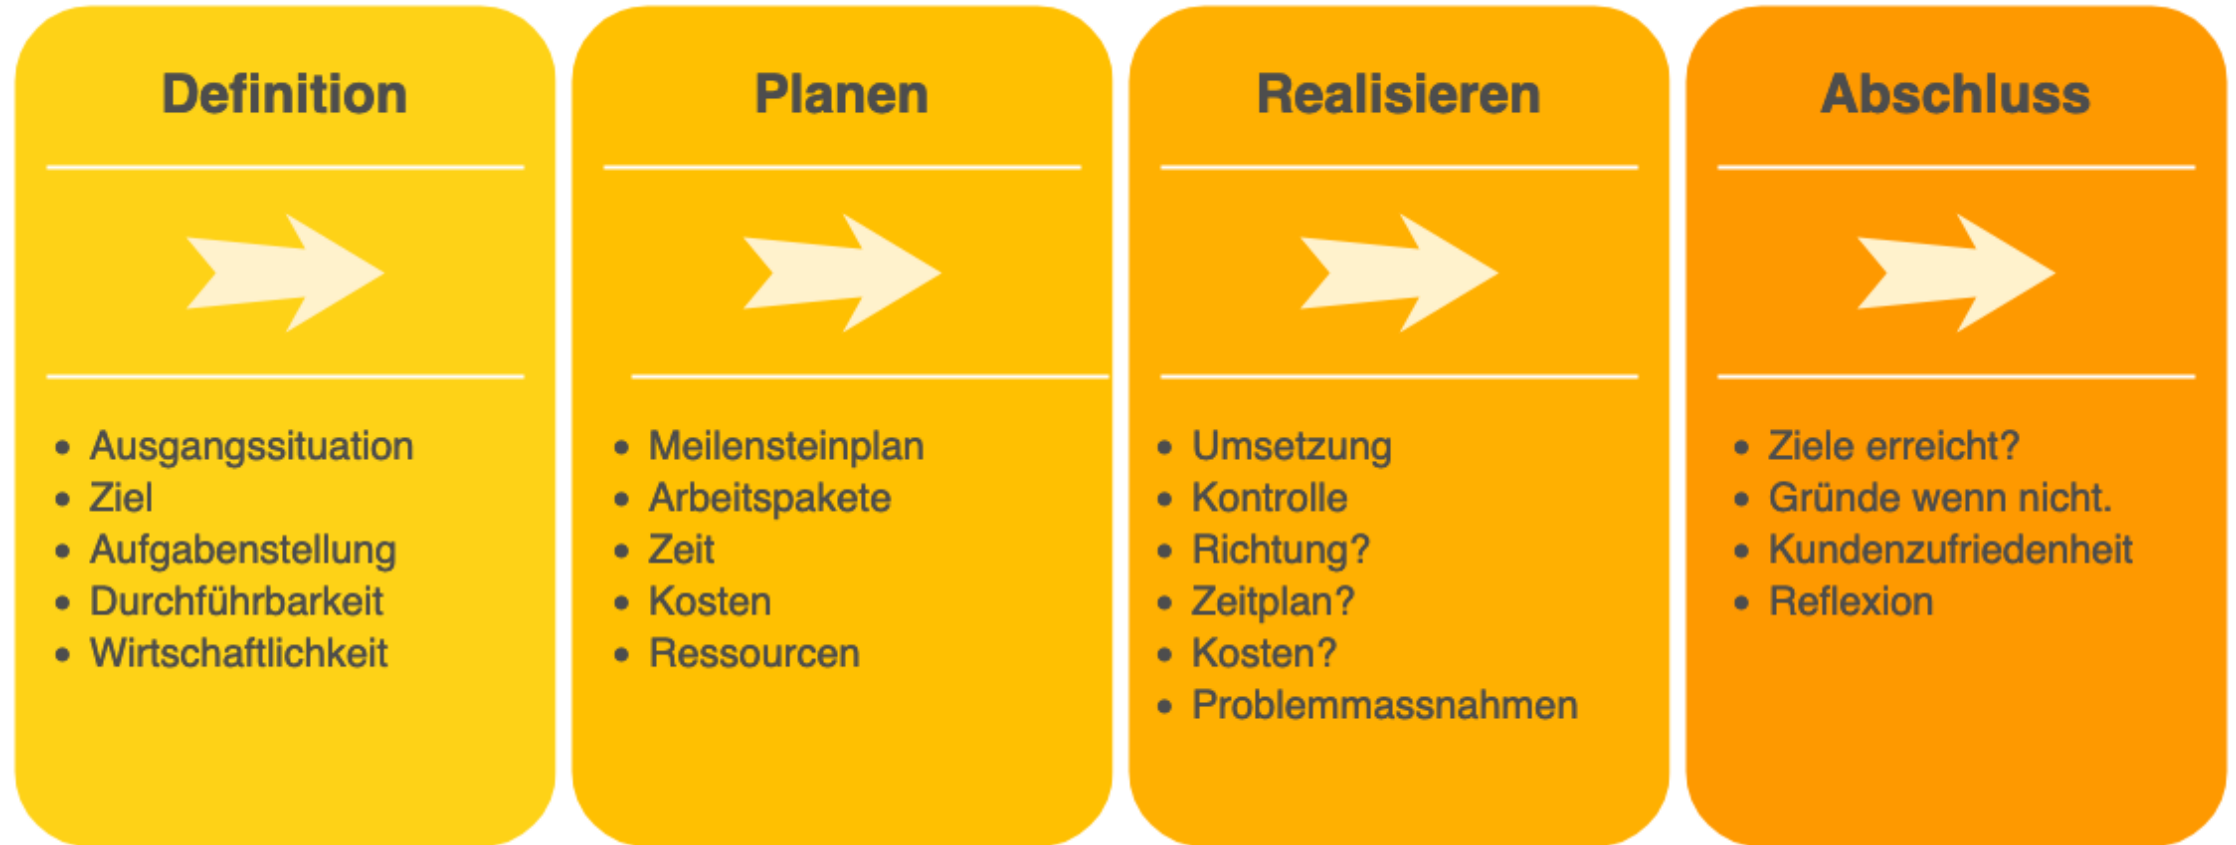 Definition
Ausgangssituation
Ziel
Aufgabenstellung
Durchführbarkeit
Wirtschaftlichkeit
Planen
Meilensteinplan
Arbeitspakete
Zeit
Kosten
Ressourcen
Realisieren
Umsetzung
Kontrolle
Richtung?
Zeitplan?
Kosten?
Problemmassnahmen
Abschluss
Ziele erreicht?
Gründe wenn nicht.
Kundenzufriedenheit
Reflexion